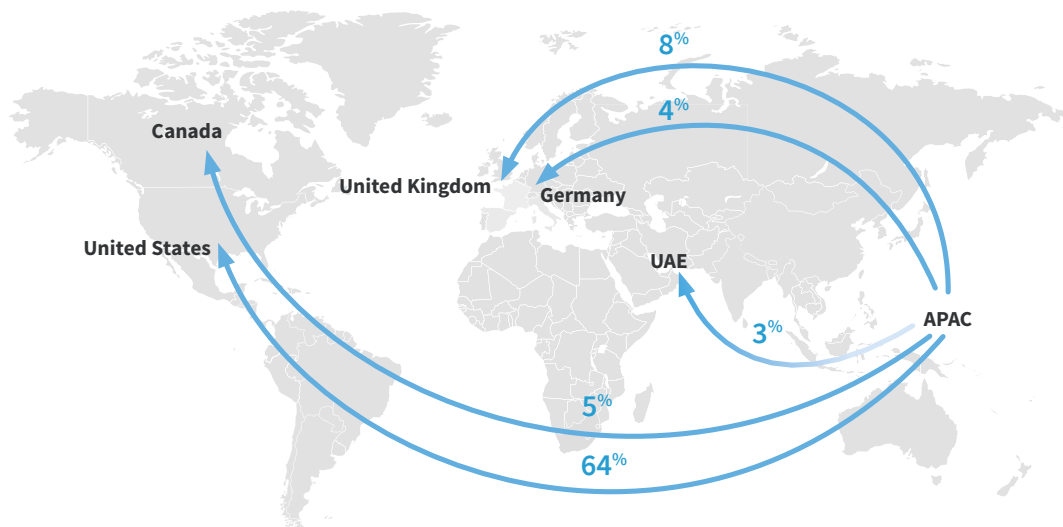 8%
4%
Canada
United Kingdom
Germany
United States
UAE
APAC
3%
5%
64%